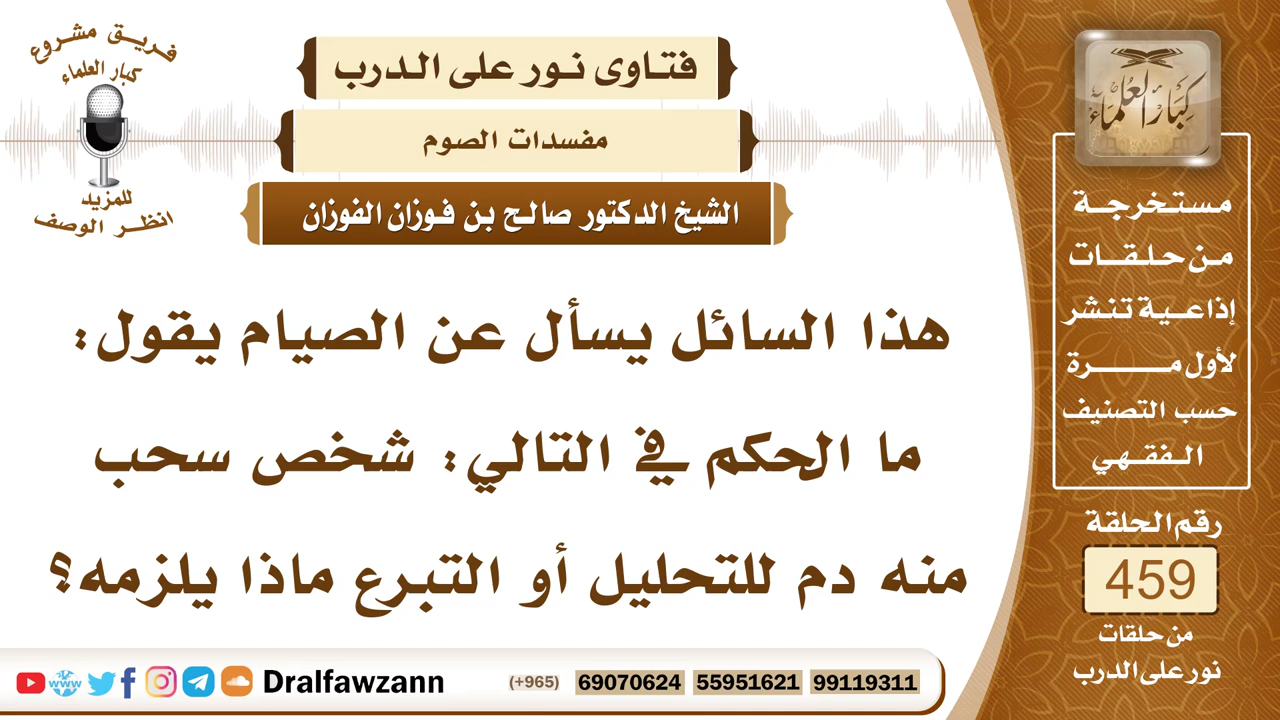 فريق مشروع
كبار العلماء
للمزيد
انظر الوصف
فتاوى نور على الدرب
مفسدات الصوم
الشيخ الدكتور صالح بن فوزان الفوزان
هذا السائل يسأل عن الصيام يقول:
ما الحكم في التالي: شخص سحب
منه دم للتحليل أو التبرع ماذا يلزمه؟
كبار العلماء
مستخرجة
من حلقات
إذاعية تنشر
لأول مرة
حسب التصنيف
الفقهي
رقم الحلقة
459
من حلقات
نور على الدرب
www
Dralfawzann
(+965) 69070624 55951621 99119311